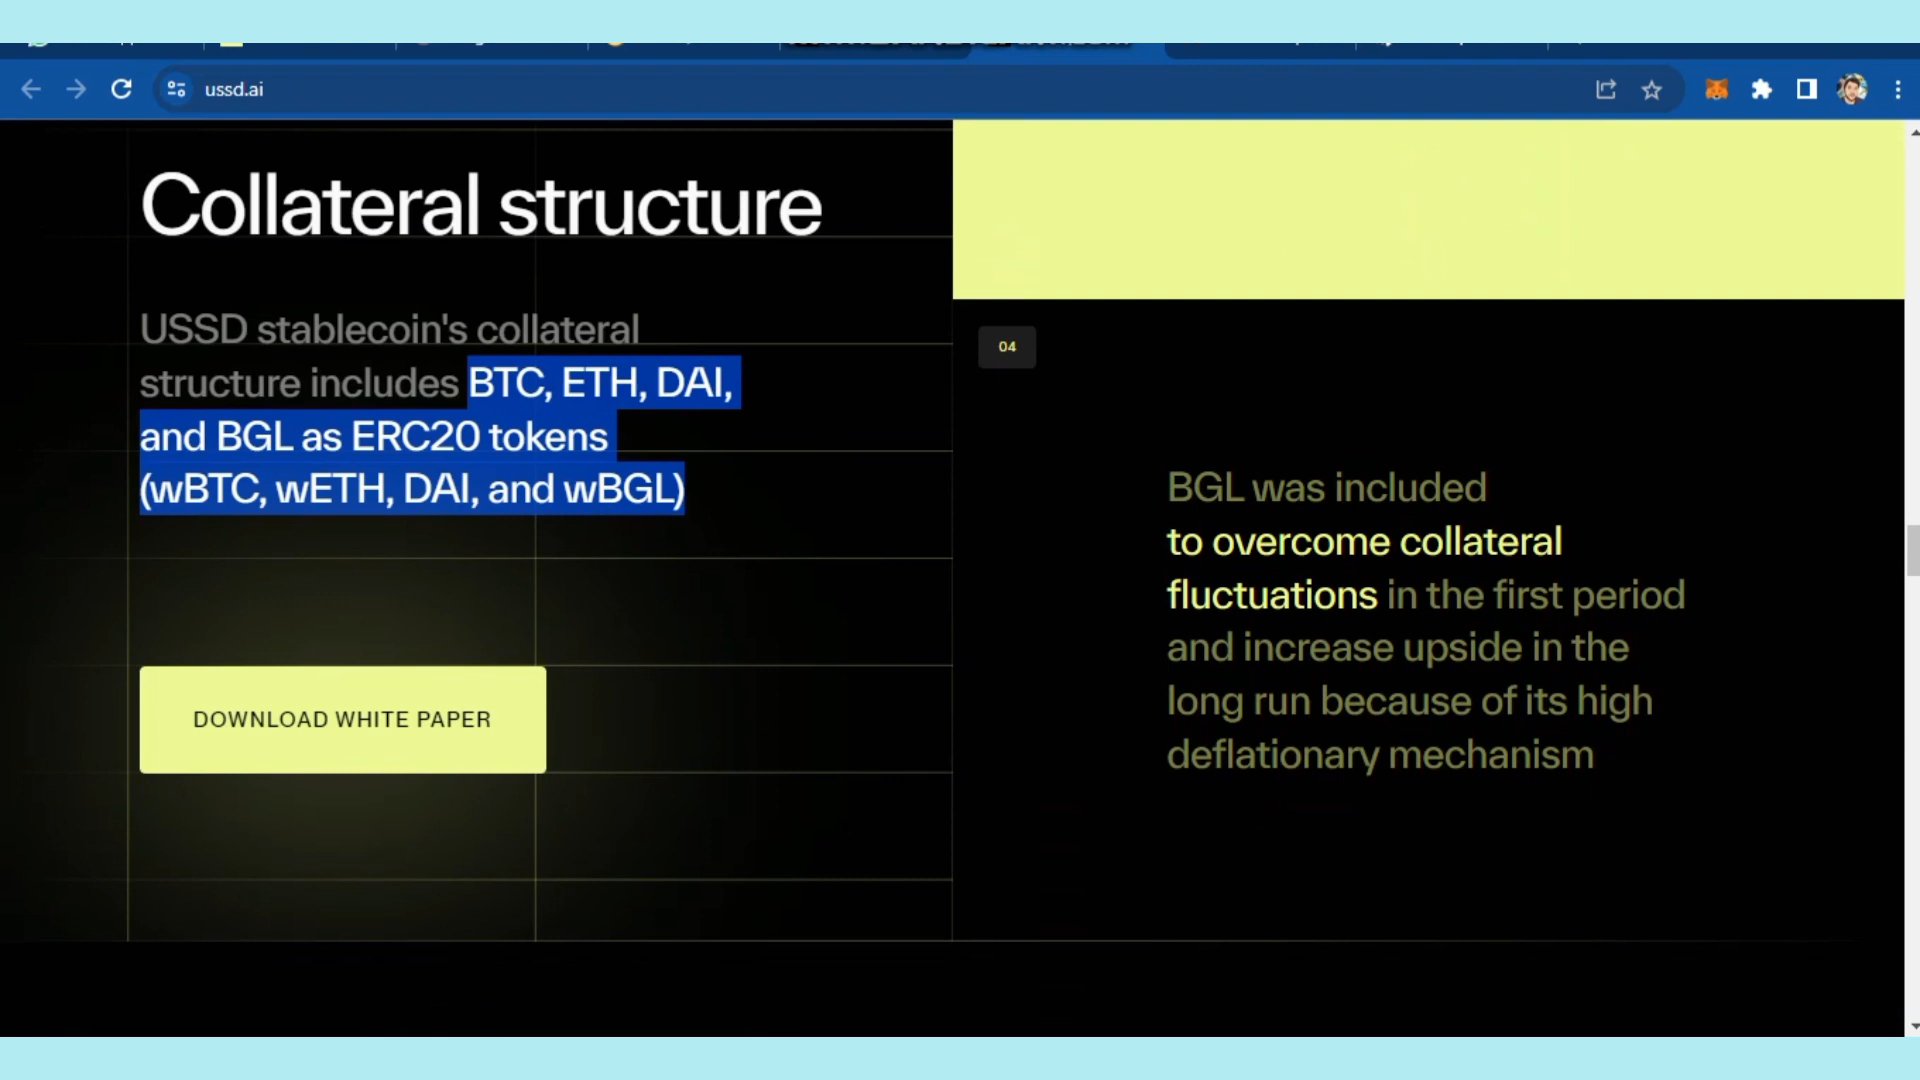 ussd.ai
Collateral structure
USSD stablecoin's collateral
structure includes BTC, ETH, DAI,
and BGL as ERC20 tokens
(wBTC, wETH, DAI, and wBGL)
DOWNLOAD WHITE PAPER
04
BGL was included
to overcome collateral
fluctuations in the first period
and increase upside in the
long run because of its high
deflationary mechanism